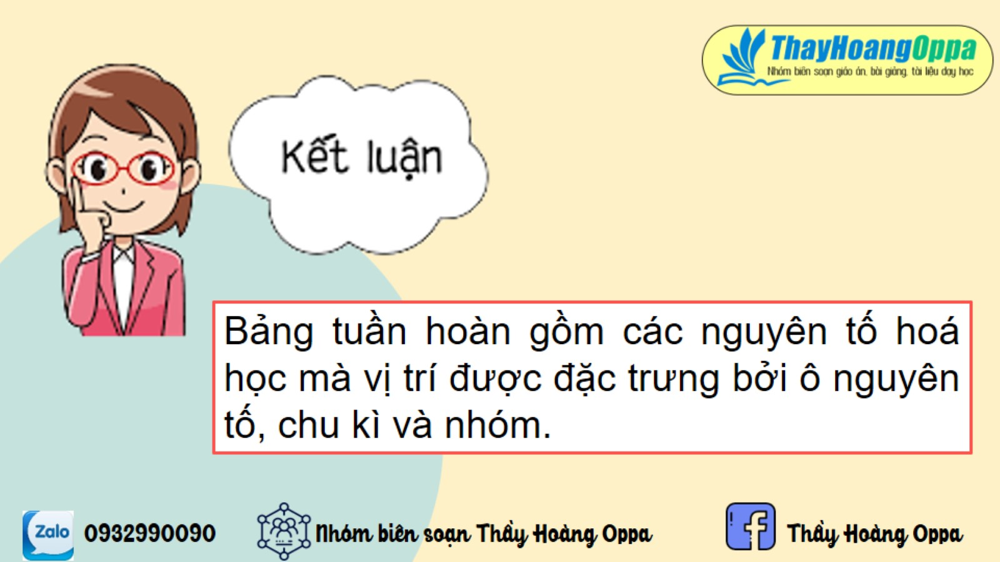 ThayHoangOppa
Nhóm biên soạn giáo án, bài giảng, tài liệu dạy học
Kết luận
Bảng tuần hoàn gồm các nguyên tố hoá
học mà vị trí được đặc trưng bởi ô nguyên
tố, chu kì và nhóm.
Zalo 0932990090 Nhóm biên soạn Thầy Hoàng Oppa Thầy Hoàng Oppa